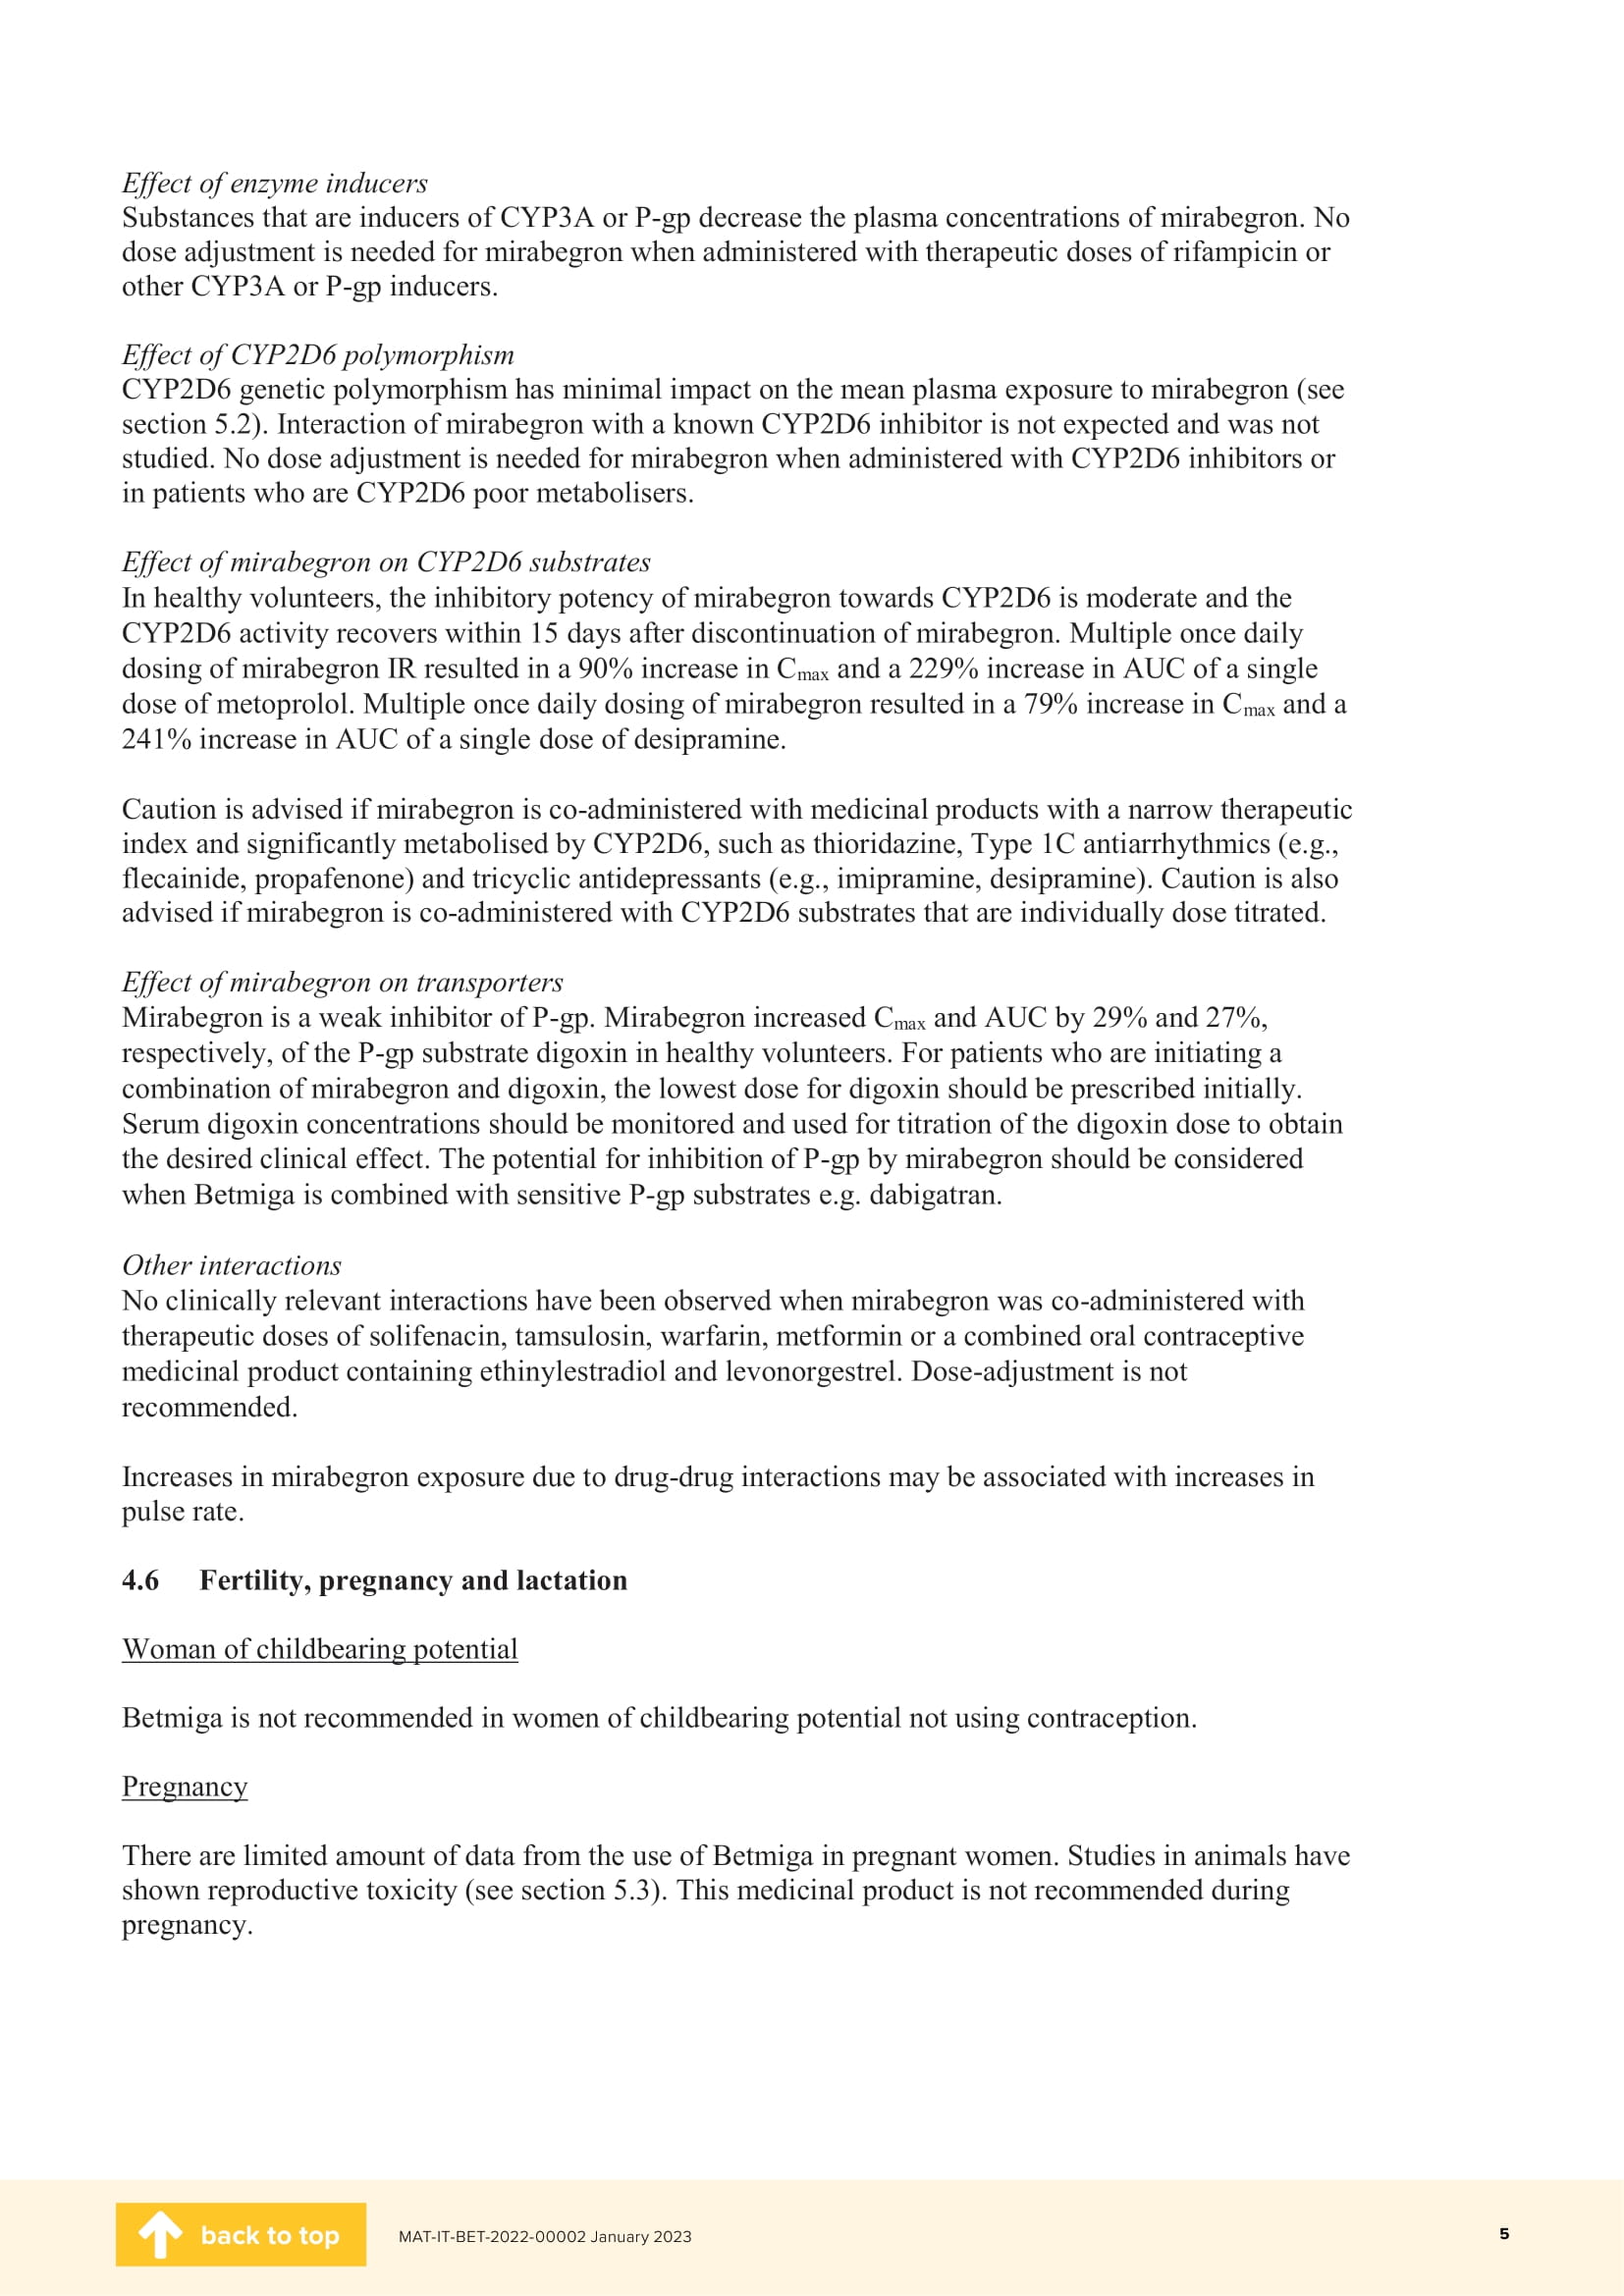 Effect of enzyme inducers
Substances that are inducers of CYP3A or P-gp decrease the plasma concentrations of mirabegron. No
dose adjustment is needed for mirabegron when administered with therapeutic doses of rifampicin or
other CYP3A or P-gp inducers.
Effect of CYP2D6 polymorphism
CYP2D6 genetic polymorphism has minimal impact on the mean plasma exposure to mirabegron (see
section 5.2). Interaction of mirabegron with a known CYP2D6 inhibitor is not expected and was not
studied. No dose adjustment is needed for mirabegron when administered with CYP2D6 inhibitors or
in patients who are CYP2D6 poor metabolisers.
Effect of mirabegron on CYP2D6 substrates
In healthy volunteers, the inhibitory potency of mirabegron towards CYP2D6 is moderate and the
CYP2D6 activity recovers within 15 days after discontinuation of mirabegron. Multiple once daily
dosing of mirabegron IR resulted in a 90% increase in Cmax and a 229% increase in AUC of a single
dose of metoprolol. Multiple once daily dosing of mirabegron resulted in a 79% increase in Cmax and a
241% increase in AUC of a single dose of desipramine.
Caution is advised if mirabegron is co-administered with medicinal products with a narrow therapeutic
index and significantly metabolised by CYP2D6, such as thioridazine, Type 1C antiarrhythmics (e.g.,
flecainide, propafenone) and tricyclic antidepressants (e.g., imipramine, desipramine). Caution is also
advised if mirabegron is co-administered with CYP2D6 substrates that are individually dose titrated.
Effect of mirabegron on transporters
Mirabegron is a weak inhibitor of P-gp. Mirabegron increased Cmax and AUC by 29% and 27%,
respectively, of the P-gp substrate digoxin in healthy volunteers. For patients who are initiating a
combination of mirabegron and digoxin, the lowest dose for digoxin should be prescribed initially.
Serum digoxin concentrations should be monitored and used for titration of the digoxin dose to obtain
the desired clinical effect. The potential for inhibition of P-gp by mirabegron should be considered
when Betmiga is combined with sensitive P-gp substrates e.g. dabigatran.
Other interactions
No clinically relevant interactions have been observed when mirabegron was co-administered with
therapeutic doses of solifenacin, tamsulosin, warfarin, metformin or a combined oral contraceptive
medicinal product containing ethinylestradiol and levonorgestrel. Dose-adjustment is not
recommended.
Increases in mirabegron exposure due to drug-drug interactions may be associated with increases in
pulse rate.
4.6 Fertility, pregnancy and lactation
Woman of childbearing potential
Betmiga is not recommended in women of childbearing potential not using contraception.
Pregnancy
There are limited amount of data from the use of Betmiga in pregnant women. Studies in animals have
shown reproductive toxicity (see section 5.3). This medicinal product is not recommended during
pregnancy.
back to top MAT-IT-BET-2022-00002 January 2023 5